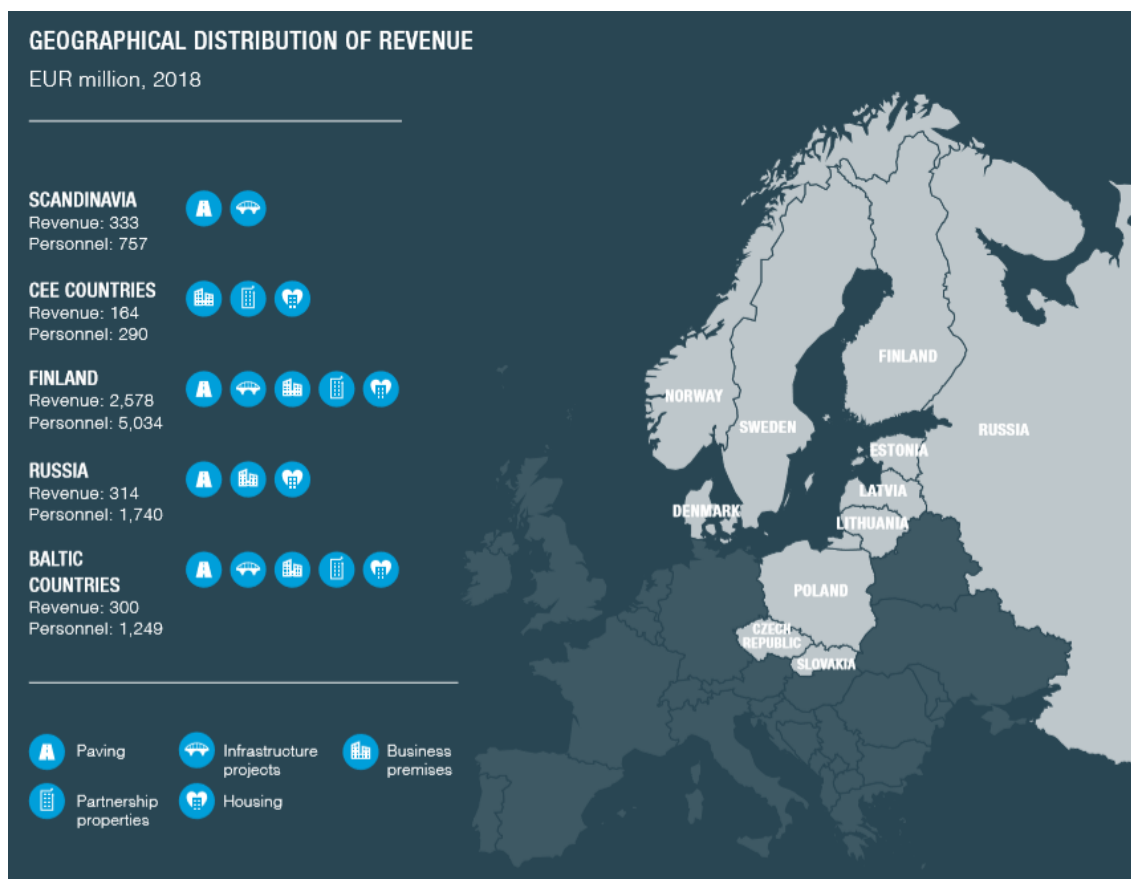 GEOGRAPHICAL DISTRIBUTION OF REVENUE
EUR million, 2018
SCANDINAVIA
Revenue: 333
Personnel: 757
CEE COUNTRIES
Revenue: 164
Personnel: 290
FINLAND
Revenue: 2,578
Personnel: 5,034
RUSSIA
Revenue: 314
Personnel: 1,740
BALTIC
COUNTRIES
Revenue: 300
Personnel: 1,249
Paving
Infrastructure
projects
Business
premises
Partnership
properties
Housing
FINLAND
NORWAY
SWEDEN
RUSSIA
ESTONIA
LATVIA
DENMARK
LITHUANIA
POLAND
CZECH
REPUBLIC
SLOVAKIA